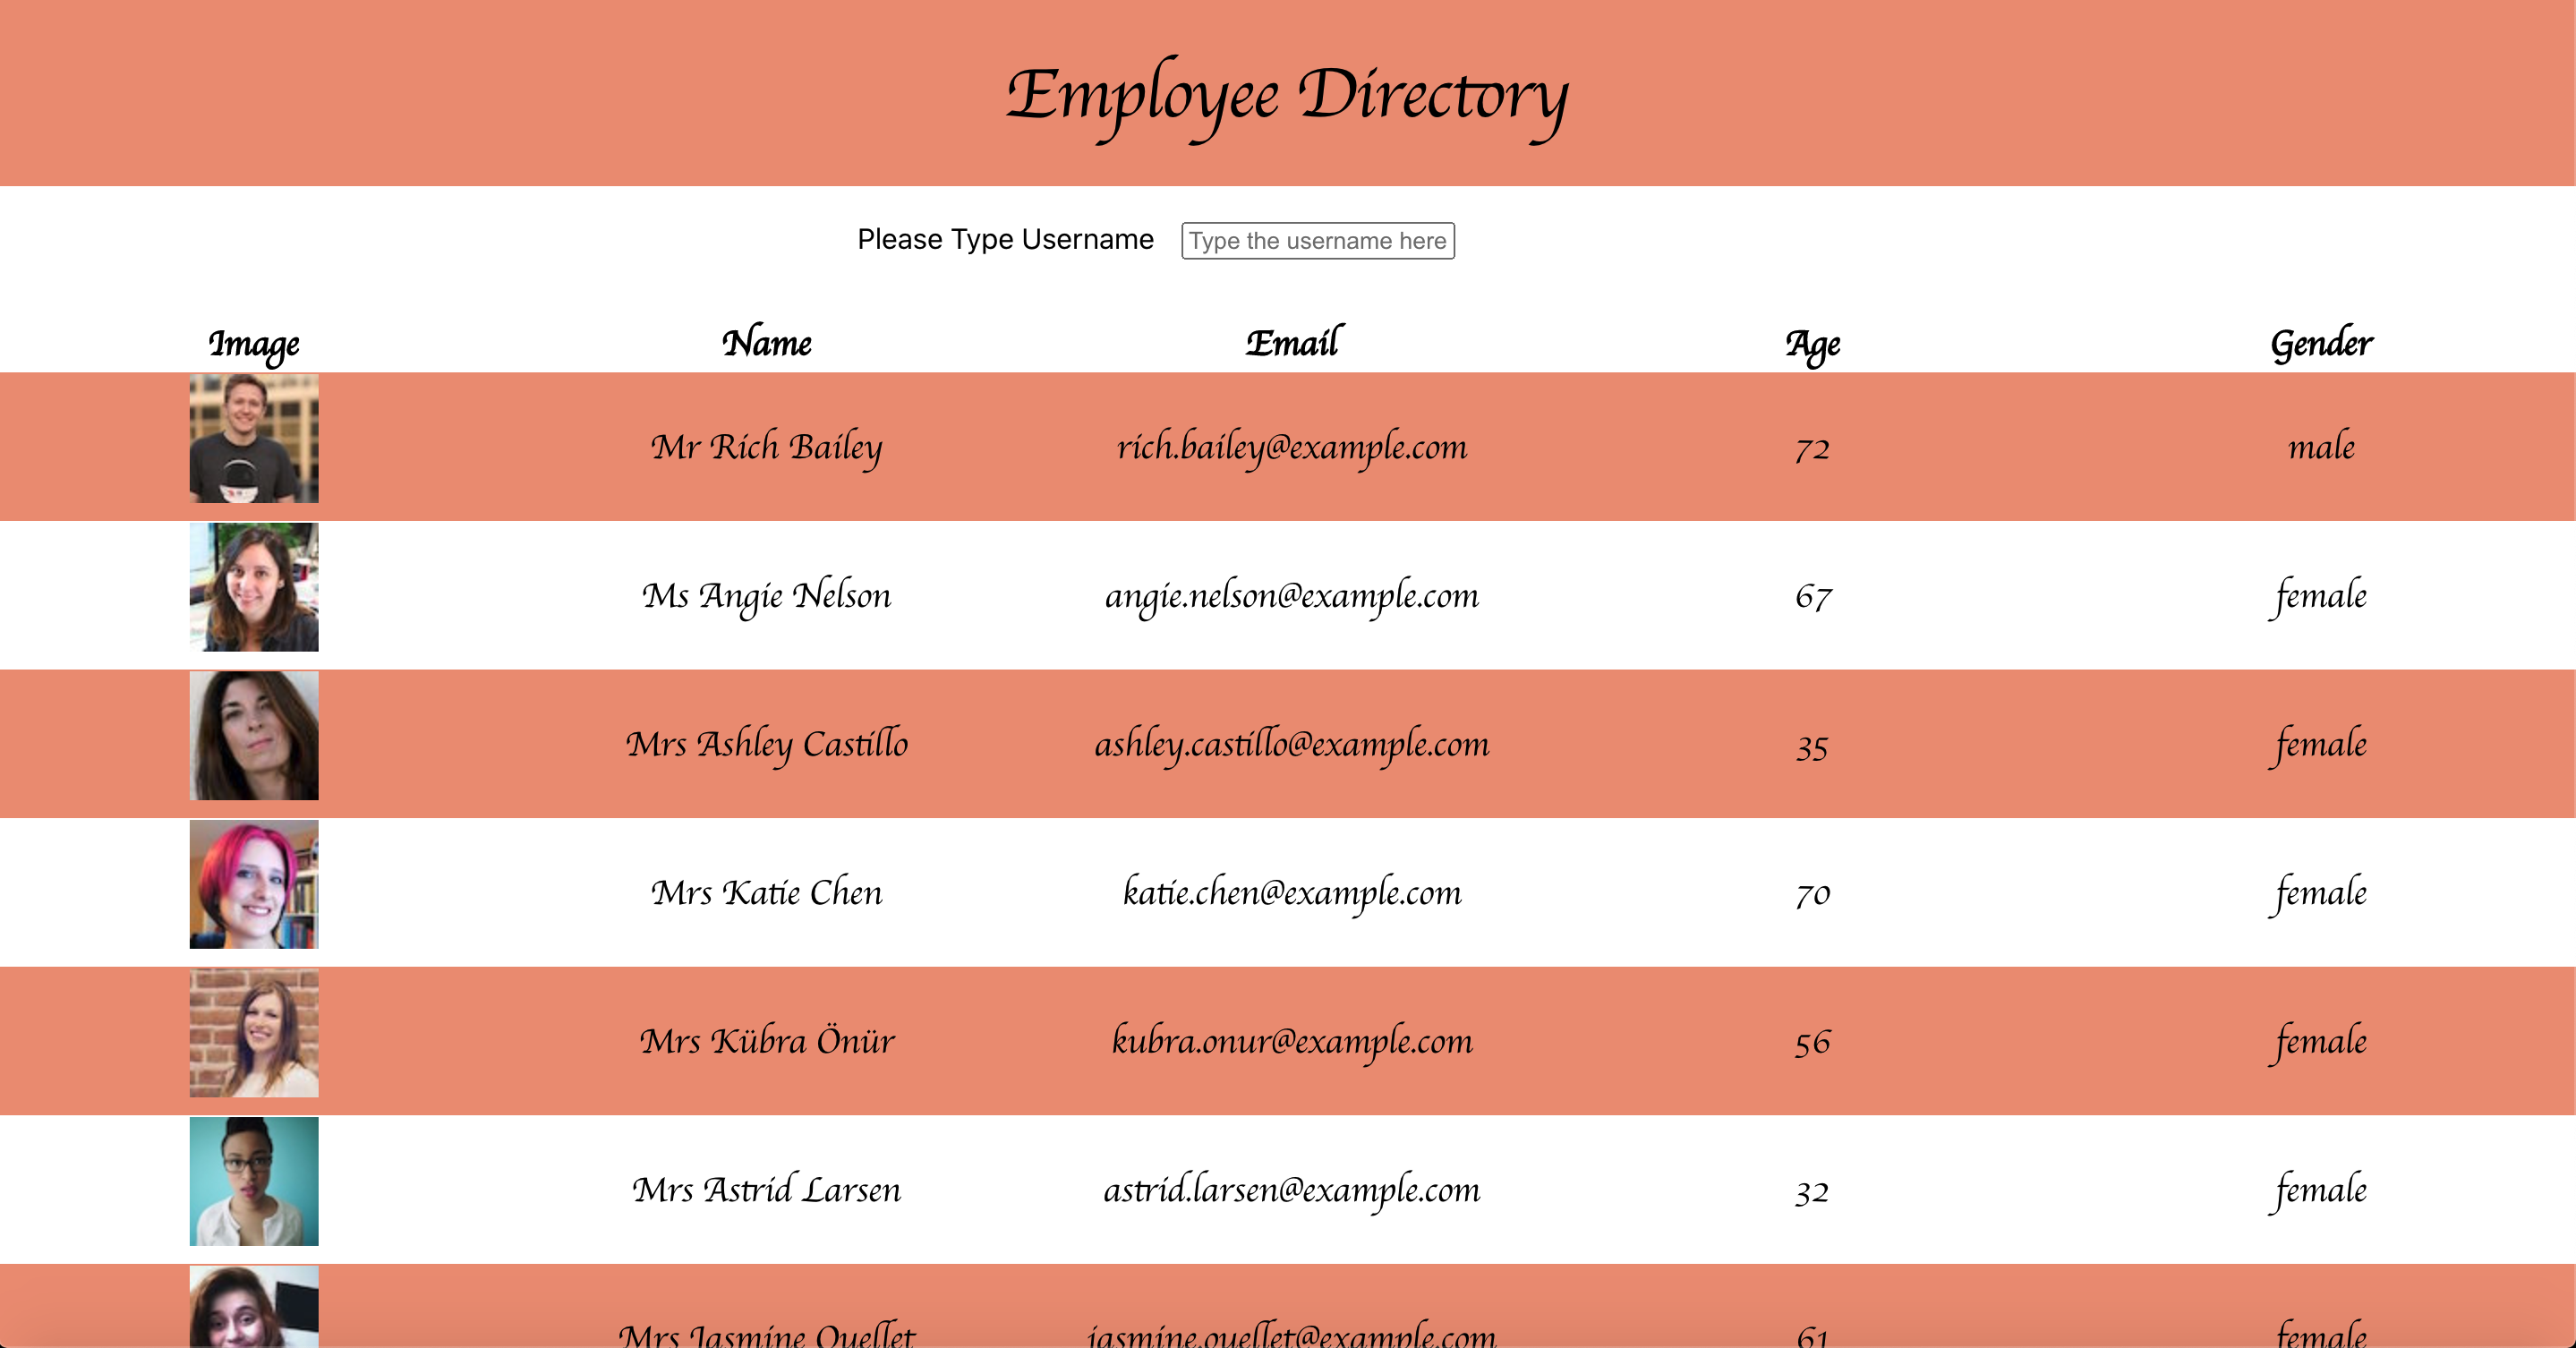 Employee Directory
Please Type Username Type the username here
Image Name Email Age Gender
Mr Rich Bailey rich.bailey@example.com 72 male
Ms Angie Nelson angie.nelson@example.com 67 female
Mrs Ashley Castillo ashley.castillo@example.com 35 female
Mrs Katie Chen katie.chen@example.com 70 female
Mrs Kübra Önür kubra.onur@example.com 56 female
Mrs Astrid Larsen astrid.larsen@example.com 32 female
Mrs Jasmine Ouellet jasmine.ouellet@example.com 61 female